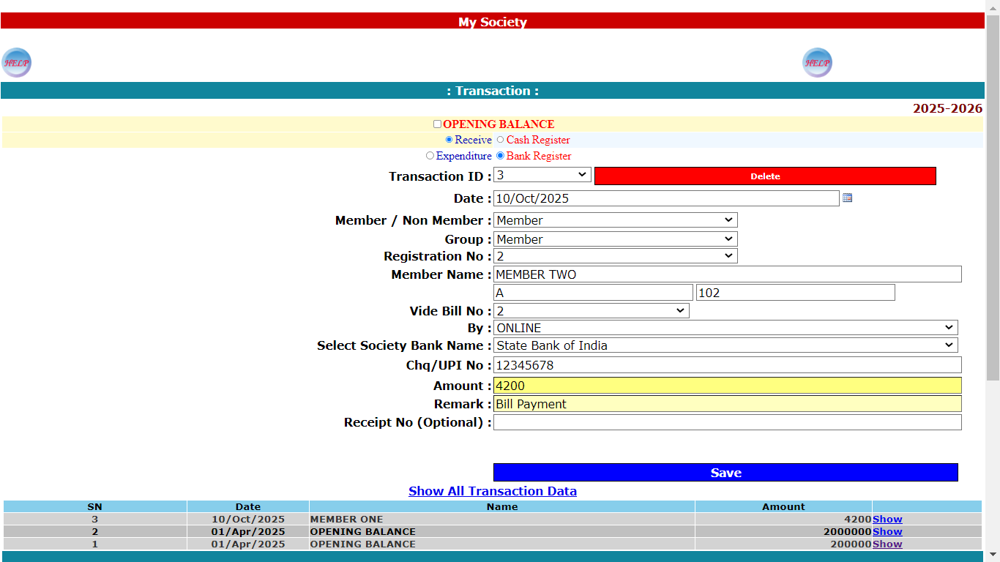 My Society
HELP HELP
: Transaction :
2025-2026
OPENING BALANCE
Receive Cash Register
Expenditure Bank Register
Transaction ID : 3 Delete
Date : 10/Oct/2025
Member / Non Member : Member
Group : Member
Registration No : 2
Member Name : MEMBER TWO
A 102
Vide Bill No : 2
By : ONLINE
Select Society Bank Name : State Bank of India
Chq/UPI No : 12345678
Amount : 4200
Remark : Bill Payment
Receipt No (Optional) :
Save
Show All Transaction Data
SN Date Name Amount
3 10/Oct/2025 MEMBER ONE 4200 Show
2 01/Apr/2025 OPENING BALANCE 2000000 Show
1 01/Apr/2025 OPENING BALANCE 200000 Show